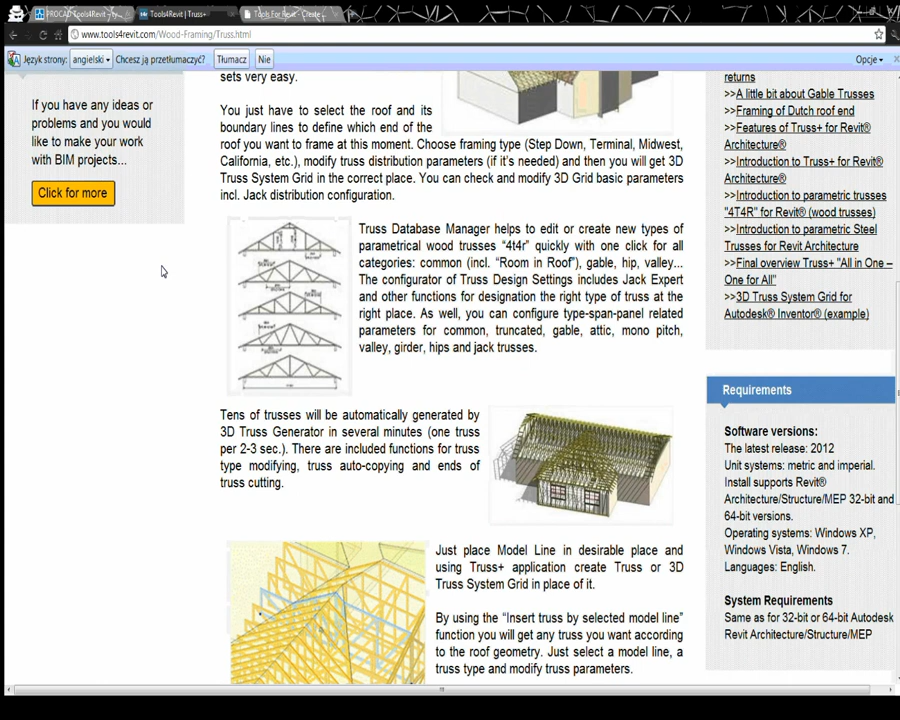 Tools4Revit | Truss+
Tools For Revit - Create
www.tools4revit.com/Wood-Framing/Truss.html
Język strony: angielski Chcesz ją przetłumaczyć? Tłumacz Nie Opcje
If you have any ideas or
problems and you would
like to make your work
with BIM projects...
Click for more
sets very easy.
You just have to select the roof and its
boundary lines to define which end of the
roof you want to frame at this moment. Choose framing type (Step Down, Terminal, Midwest,
California, etc.), modify truss distribution parameters (if it's needed) and then you will get 3D
Truss System Grid in the correct place. You can check and modify 3D Grid basic parameters
incl. Jack distribution configuration.
Truss Database Manager helps to edit or create new types of
parametrical wood trusses “4t4r” quickly with one click for all
categories: common (incl. “Room in Roof”), gable, hip, valley...
The configurator of Truss Design Settings includes Jack Expert
and other functions for designation the right type of truss at the
right place. As well, you can configure type-span-panel related
parameters for common, truncated, gable, attic, mono pitch,
valley, girder, hips and jack trusses.
Tens of trusses will be automatically generated by
3D Truss Generator in several minutes (one truss
per 2-3 sec.). There are included functions for truss
type modifying, truss auto-copying and ends of
truss cutting.
Just place Model Line in desirable place and
using Truss+ application create Truss or 3D
Truss System Grid in place of it.
By using the “Insert truss by selected model line”
function you will get any truss you want according
to the roof geometry. Just select a model line, a
truss type and modify truss parameters.
returns
>>A little bit about Gable Trusses
>>Framing of Dutch roof end
>>Features of Truss+ for Revit®
Architecture®
>>Introduction to Truss+ for Revit®
Architecture®
>>Introduction to parametric trusses
"4T4R" for Revit® (wood trusses)
>>Introduction to parametric Steel
Trusses for Revit Architecture
>>Final overview Truss+ "All in One –
One for All"
>>3D Truss System Grid for
Autodesk® Inventor® (example)
Requirements
Software versions:
The latest release: 2012
Unit systems: metric and imperial.
Install supports Revit®
Architecture/Structure/MEP 32-bit and
64-bit versions.
Operating systems: Windows XP,
Windows Vista, Windows 7.
Languages: English.
System Requirements
Same as for 32-bit or 64-bit Autodesk
Revit Architecture/Structure/MEP